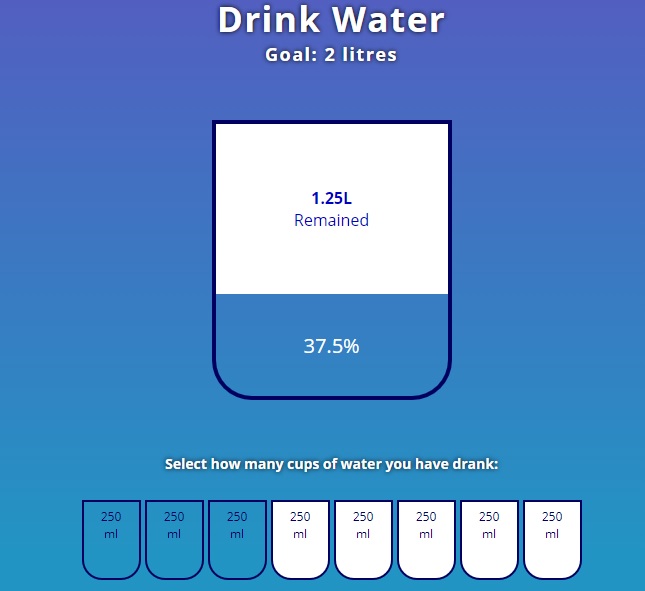 Drink Water
Goal: 2 litres
1.25L
Remained
37.5%
Select how many cups of water you have drank:
250 250 250 250 250 250 250 250
ml ml ml ml ml ml ml ml